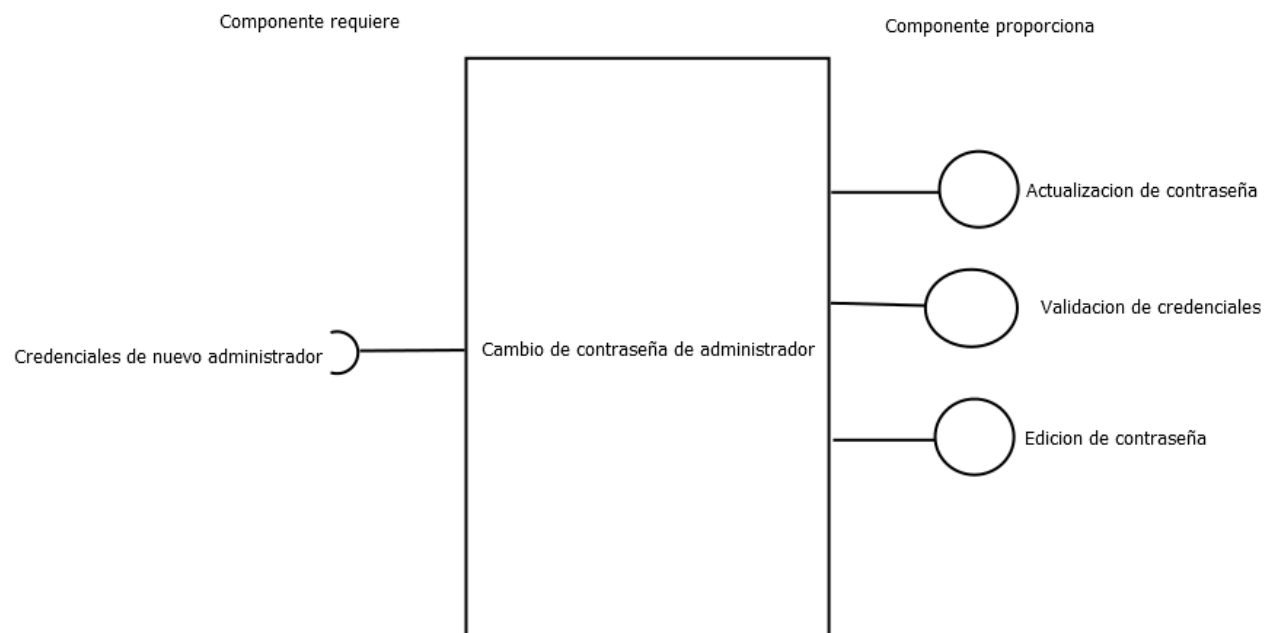 Componente requiere
Componente proporciona
Actualizacion de contraseña
Validacion de credenciales
Credenciales de nuevo administrador
Cambio de contraseña de administrador
Edicion de contraseña